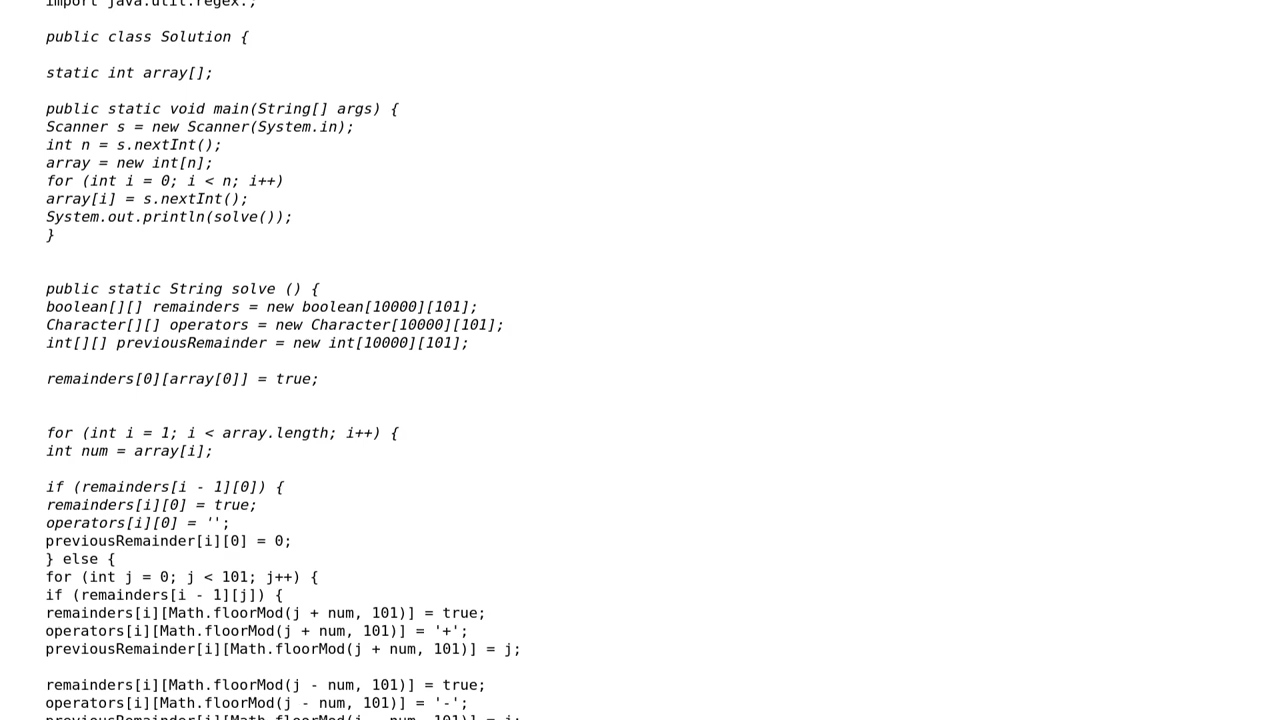 import java.util.regex.;
public class Solution {
static int array[];
public static void main(String[] args) {
Scanner s = new Scanner(System.in);
int n = s.nextInt();
array = new int[n];
for (int i = 0; i < n; i++)
array[i] = s.nextInt();
System.out.println(solve());
}
public static String solve () {
boolean[][] remainders = new boolean[10000][101];
Character[][] operators = new Character[10000][101];
int[][] previousRemainder = new int[10000][101];
remainders[0][array[0]] = true;
for (int i = 1; i < array.length; i++) {
int num = array[i];
if (remainders[i - 1][0]) {
remainders[i][0] = true;
operators[i][0] = '';
previousRemainder[i][0] = 0;
} else {
for (int j = 0; j < 101; j++) {
if (remainders[i - 1][j]) {
remainders[i][Math.floorMod(j + num, 101)] = true;
operators[i][Math.floorMod(j + num, 101)] = '+';
previousRemainder[i][Math.floorMod(j + num, 101)] = j;
remainders[i][Math.floorMod(j - num, 101)] = true;
operators[i][Math.floorMod(j - num, 101)] = '-';
previousRemainder[i][Math.floorMod(j - num, 101)] = j;